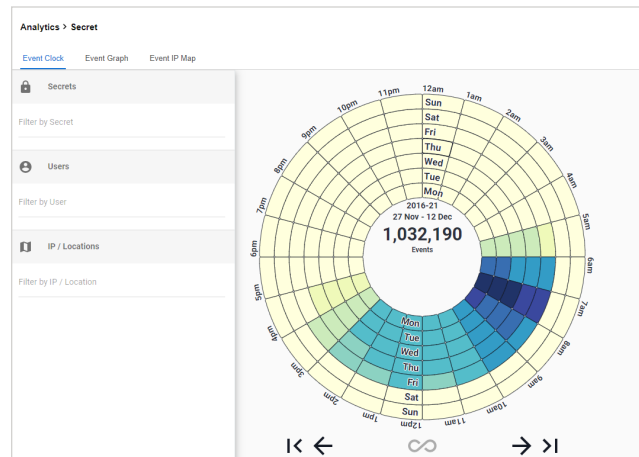 Analytics > Secret
Event Clock Event Graph Event IP Map
Secrets
Filter by Secret
Users
Filter by User
IP / Locations
Filter by IP / Location
12am
1am
2am
3am
4am
5am
6am
7am
8am
9am
10am
11am
12pm
1pm
2pm
3pm
4pm
5pm
6pm
7pm
8pm
9pm
10pm
11pm
Sun
Sat
Fri
Thu
Wed
Tue
Mon
2016-21
27 Nov - 12 Dec
1,032,190
Events
Mon
Tue
Wed
Thu
Fri
Sat
Sun